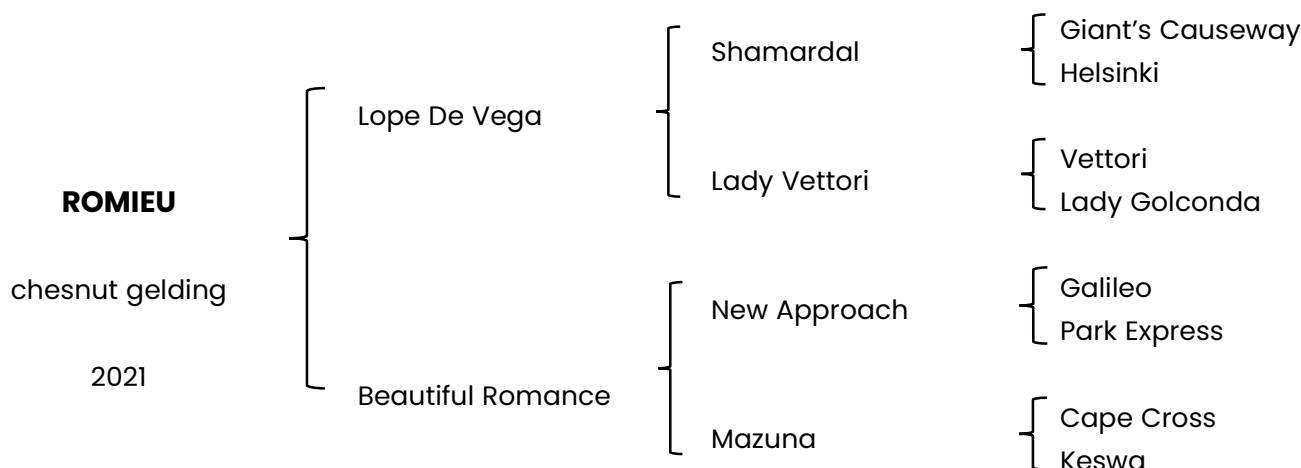 ROMIEU
chesnut gelding
2021
Lope De Vega
Beautiful Romance
Shamardal
Lady Vettori
New Approach
Mazuna
Giant’s Causeway
Helsinki
Vettori
Lady Golconda
Galileo
Park Express
Cape Cross
Keswa